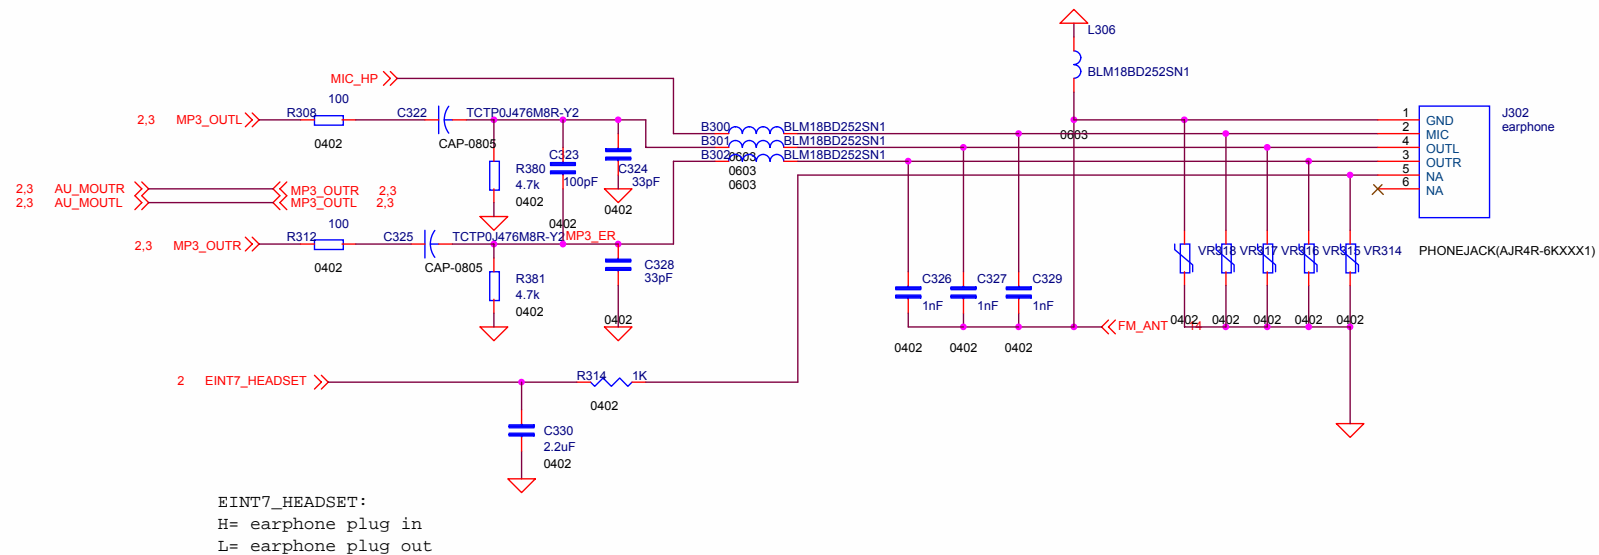 L306
BLM18BD252SN1
MIC_HP
100
2,3 MP3_OUTL R308 C322 TCTP0J476M8R-Y2
0402 CAP-0805
B300 BLM18BD252SN1
B301 BLM18BD252SN1
B302 BLM18BD252SN1
0603
0603
0603
0603
J302
earphone
1 GND
2 MIC
4 OUTL
3 OUTR
5 NA
6 NA
C323
100pF
0402
C324
33pF
0402
R380
4.7k
0402
2,3 AU_MOUTR MP3_OUTR 2,3
2,3 AU_MOUTL MP3_OUTL 2,3
100
2,3 MP3_OUTR R312 C325 TCTP0J476M8R-Y2 MP3_ER
0402 CAP-0805
R381
4.7k
0402
C328
33pF
0402
C326
1nF
0402
C327
1nF
0402
C329
1nF
0402
VR318 VR317 VR316 VR315 VR314
PHONEJACK(AJR4R-6KXXX1)
FM_ANT
0402 0402 0402 0402 0402
2 EINT7_HEADSET R314 1K
0402
C330
2.2uF
0402
EINT7_HEADSET:
H= earphone plug in
L= earphone plug out